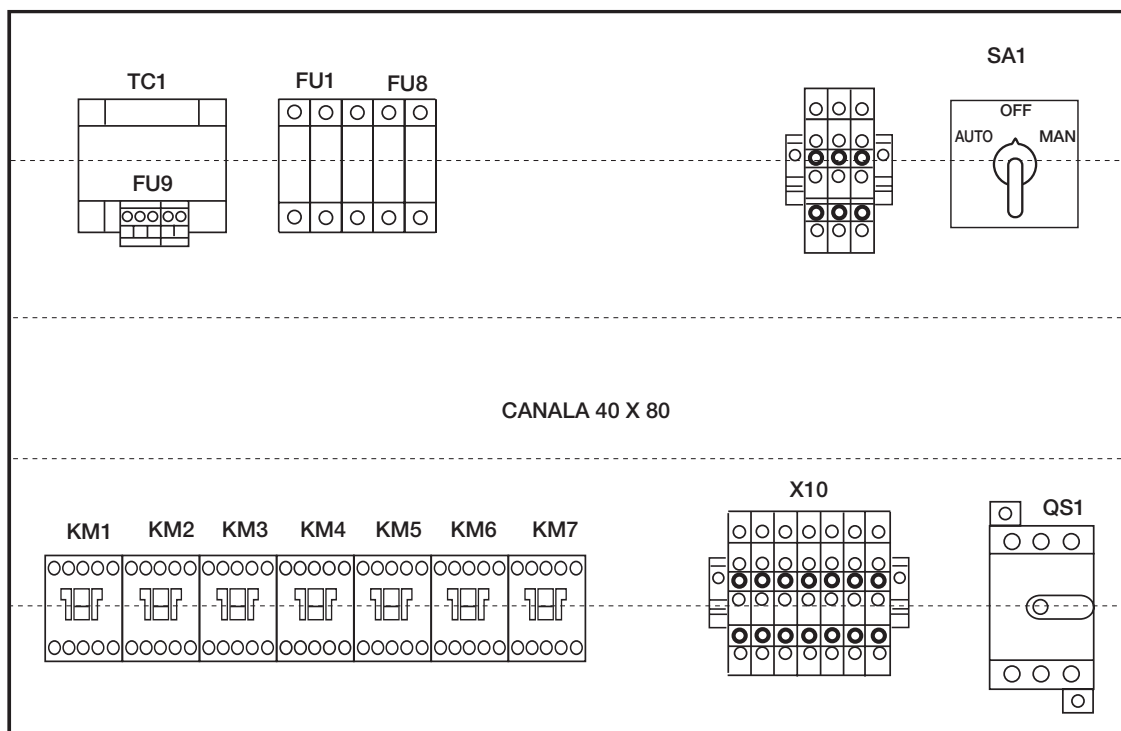 TC1
FU1
FU8
SA1
OFF
AUTO
MAN
FU9
CANALA 40 X 80
X10
KM1
KM2
KM3
KM4
KM5
KM6
KM7
QS1